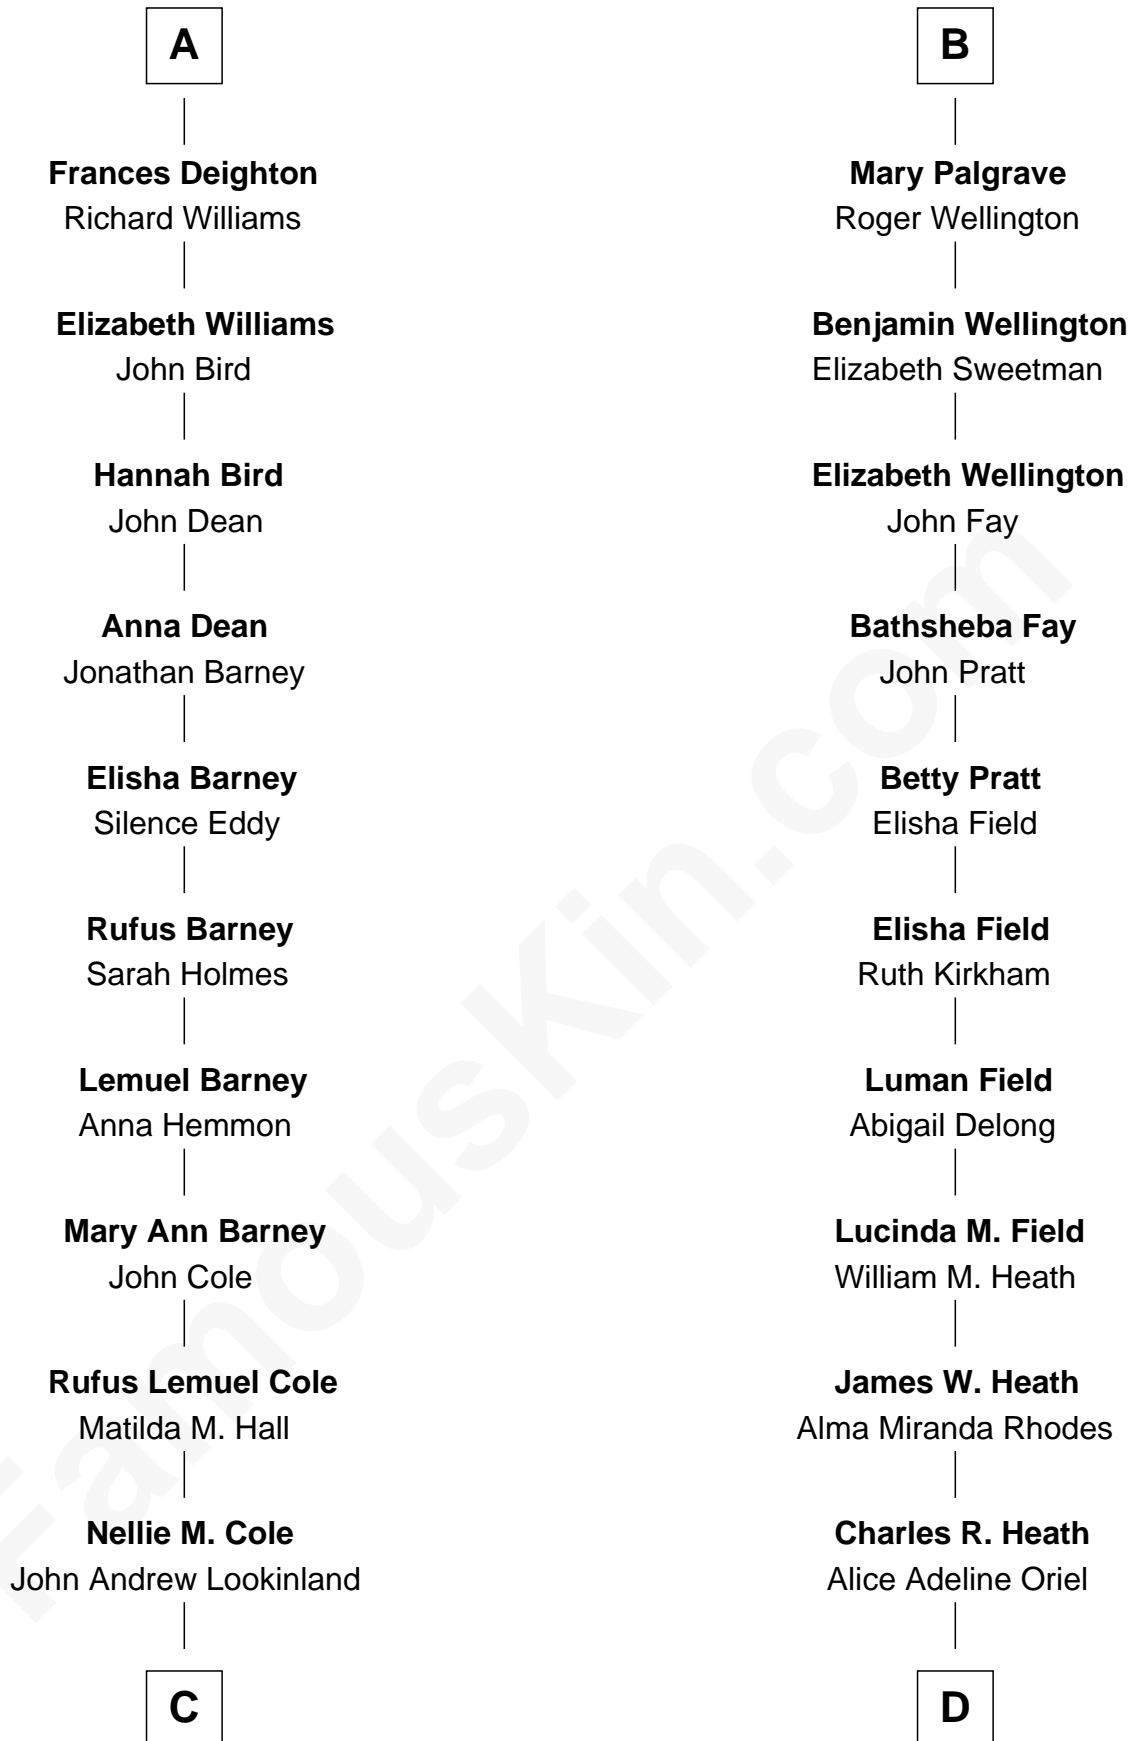 A
Frances Deighton
Richard Williams
Elizabeth Williams
John Bird
Hannah Bird
John Dean
Anna Dean
Jonathan Barney
Elisha Barney
Silence Eddy
Rufus Barney
Sarah Holmes
Lemuel Barney
Anna Hemmon
Mary Ann Barney
John Cole
Rufus Lemuel Cole
Matilda M. Hall
Nellie M. Cole
John Andrew Lookinland
C
B
Mary Palgrave
Roger Wellington
Benjamin Wellington
Elizabeth Sweetman
Elizabeth Wellington
John Fay
Bathsheba Fay
John Pratt
Betty Pratt
Elisha Field
Elisha Field
Ruth Kirkham
Luman Field
Abigail Delong
Lucinda M. Field
William M. Heath
James W. Heath
Alma Miranda Rhodes
Charles R. Heath
Alice Adeline Oriel
D
FamousKin.com